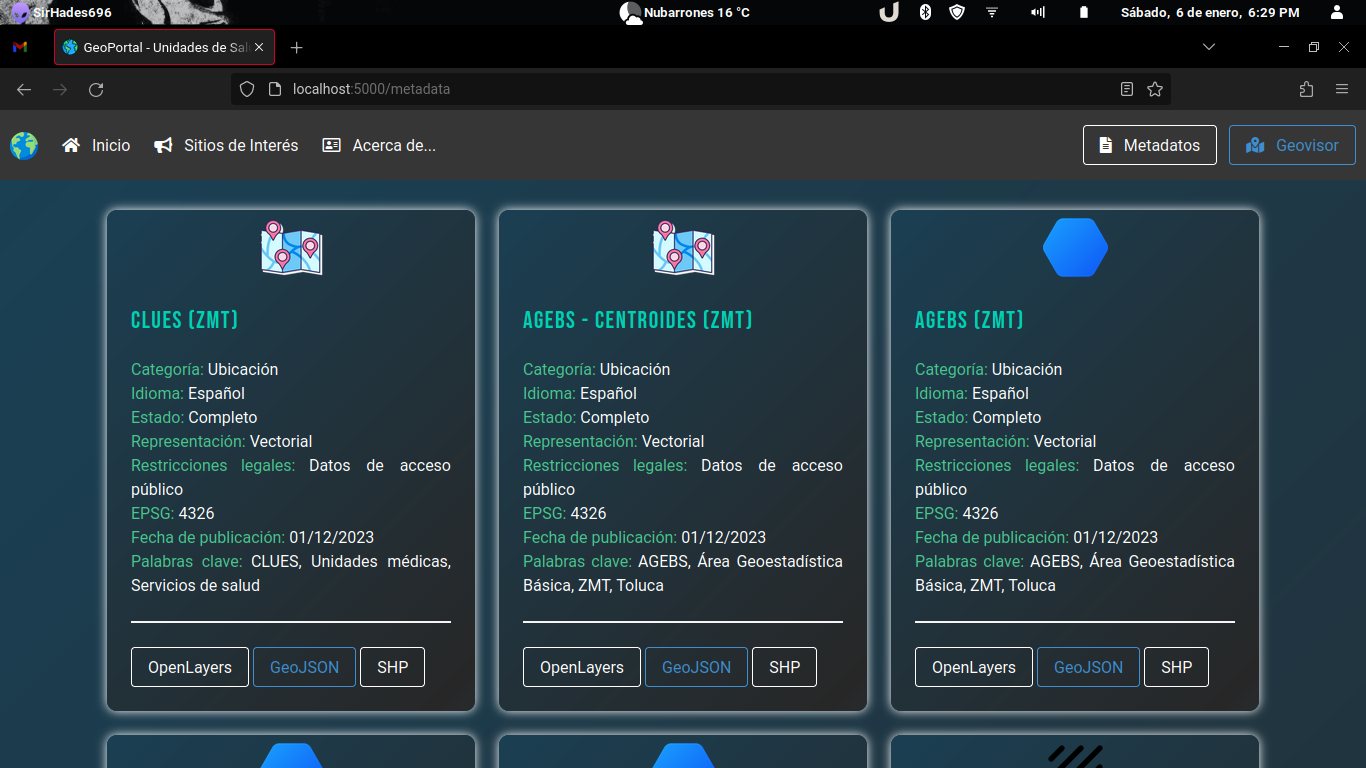 SirHades696
Nubarrones 16 °C
Sábado, 6 de enero, 6:29 PM
GeoPortal - Unidades de Sal
localhost:5000/metadata
Inicio
Sitios de Interés
Acerca de...
Metadatos
Geovisor
CLUES (ZMT)
Categoría: Ubicación
Idioma: Español
Estado: Completo
Representación: Vectorial
Restricciones legales: Datos de acceso
público
EPSG: 4326
Fecha de publicación: 01/12/2023
Palabras clave: CLUES, Unidades médicas,
Servicios de salud
OpenLayers
GeoJSON
SHP
AGEBS - CENTROIDES (ZMT)
Categoría: Ubicación
Idioma: Español
Estado: Completo
Representación: Vectorial
Restricciones legales: Datos de acceso
público
EPSG: 4326
Fecha de publicación: 01/12/2023
Palabras clave: AGEBS, Área Geoestadística
Básica, ZMT, Toluca
OpenLayers
GeoJSON
SHP
AGEBS (ZMT)
Categoría: Ubicación
Idioma: Español
Estado: Completo
Representación: Vectorial
Restricciones legales: Datos de acceso
público
EPSG: 4326
Fecha de publicación: 01/12/2023
Palabras clave: AGEBS, Área Geoestadística
Básica, ZMT, Toluca
OpenLayers
GeoJSON
SHP